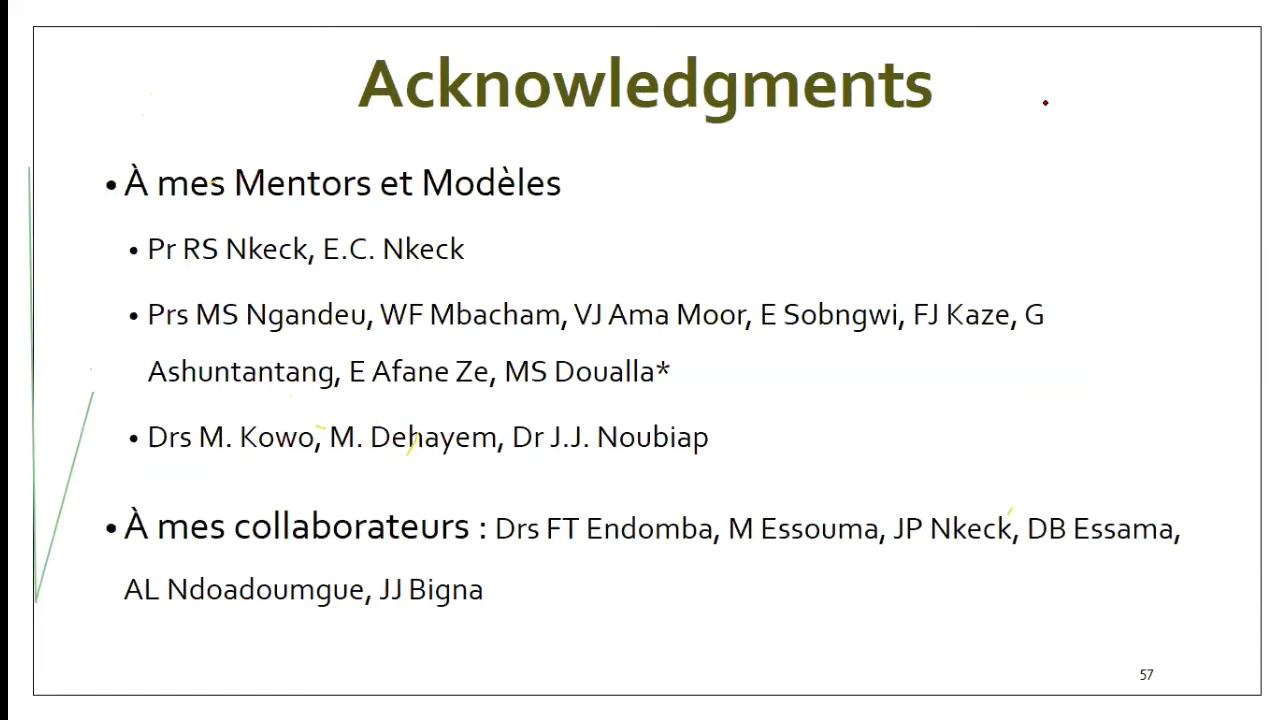 Acknowledgments
• À mes Mentors et Modèles
• Pr RS Nkeck, E.C. Nkeck
• Prs MS Ngandeu, WF Mbacham, VJ Ama Moor, E Sobngwi, FJ Kaze, G
Ashuntantang, E Afane Ze, MS Doualla*
• Drs M. Kowo, M. Dehayem, Dr J.J. Noubiap
• À mes collaborateurs : Drs FT Endomba, M Essouma, JP Nkeck, DB Essama,
AL Ndoadoumgue, JJ Bigna
57